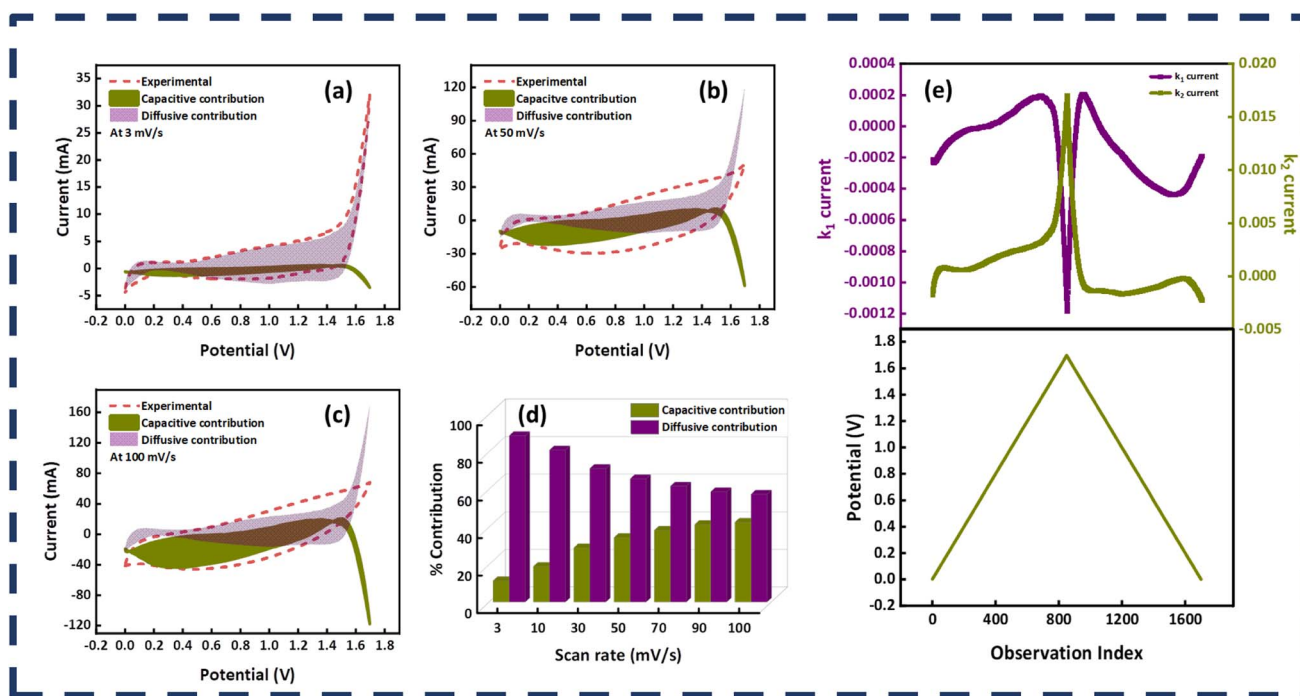 (a)
Experimental
Capacitive contribution
Diffusive contribution
At 3 mV/s
35
30
25
20
15
10
5
0
-5
Current (mA)
-0.2 0.0 0.2 0.4 0.6 0.8 1.0 1.2 1.4 1.6 1.8
Potential (V)
(b)
Experimental
Capacitve contribution
Diffusive contribution
At 50 mV/s
120
90
60
30
0
-30
-60
Current (mA)
-0.2 0.0 0.2 0.4 0.6 0.8 1.0 1.2 1.4 1.6 1.8
Potential (V)
(c)
Experimental
Capacitive contribution
Diffusive contribution
At 100 mV/s
160
120
80
40
0
-40
-80
-120
Current (mA)
-0.2 0.0 0.2 0.4 0.6 0.8 1.0 1.2 1.4 1.6 1.8
Potential (V)
(d)
Capacitive contribution
Diffusive contribution
100
80
60
40
20
0
% Contribution
3 10 30 50 70 90 100
Scan rate (mV/s)
(e)
k₁ current
k₂ current
0.0004
0.0002
0.0000
-0.0002
-0.0004
-0.0006
-0.0008
-0.0010
-0.0012
k₁ current
0.020
0.015
0.010
0.005
0.000
-0.005
k₂ current
1.8
1.6
1.4
1.2
1.0
0.8
0.6
0.4
0.2
0.0
-0.2
Potential (V)
0 400 800 1200 1600
Observation Index